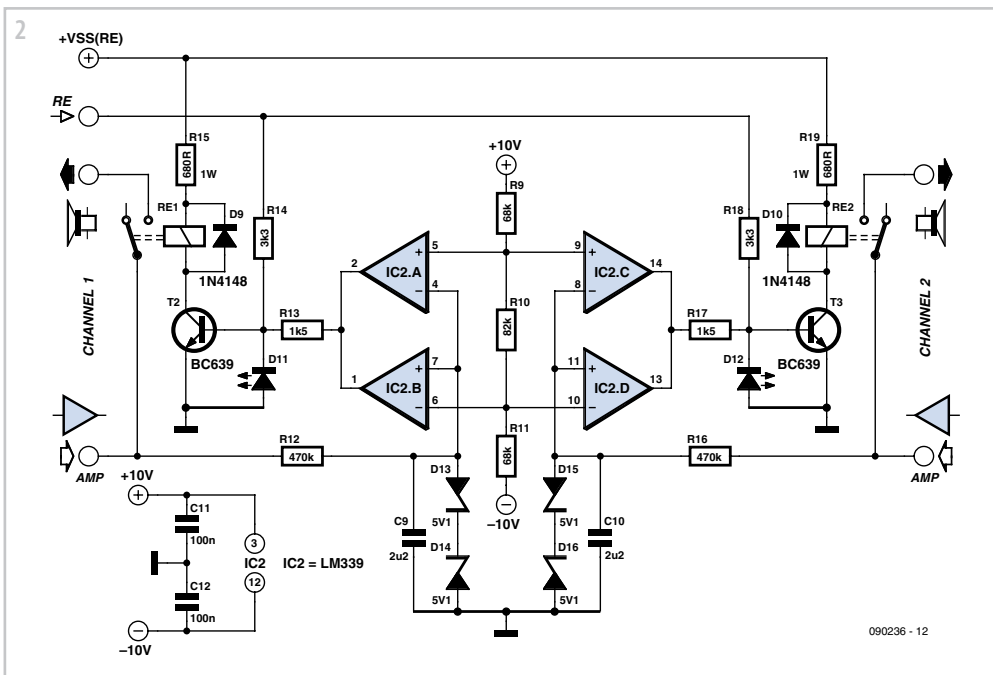 2
+VSS(RE)
RE
R15
680R
1W
RE1
D9
R14
3k3
1N4148
T2
BC639
R13
1k5
D11
CHANNEL 1
AMP
R12
470k
+10V
R9
68k
R10
82k
R11
68k
–10V
2
5
+
IC2.A
4
–
7
+
IC2.B
1
6
–
9
+
IC2.C
14
8
–
11
+
IC2.D
13
10
–
R19
680R
1W
RE2
D10
R18
3k3
1N4148
T3
BC639
R17
1k5
D12
CHANNEL 2
R16
470k
AMP
D13
5V1
D14
5V1
C9
2u2
D15
5V1
D16
5V1
C10
2u2
+10V
C11
100n
3
IC2
12
IC2 = LM339
C12
100n
–10V
090236 - 12